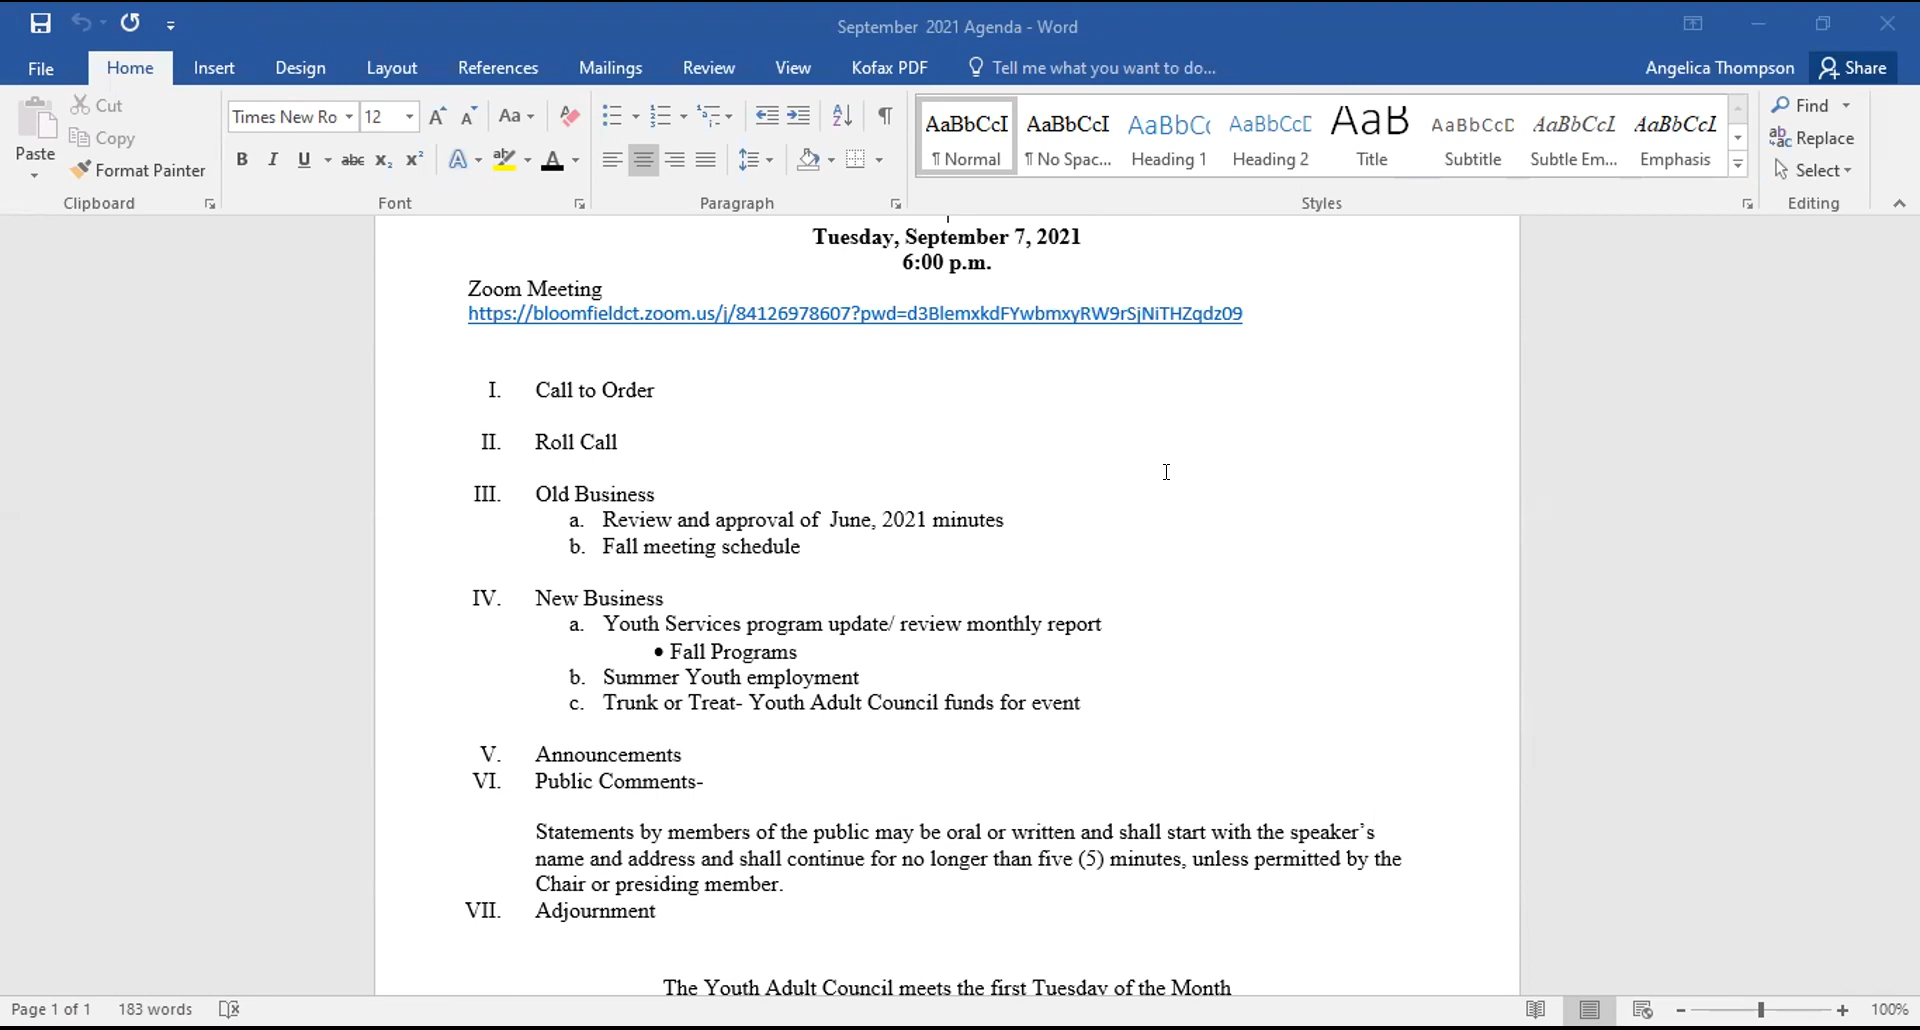 September 2021 Agenda - Word
File Home Insert Design Layout References Mailings Review View Kofax PDF Tell me what you want to do... Angelica Thompson Share
Paste Cut Copy Format Painter
Clipboard
Times New Ro 12
Font
Paragraph
AaBbCcI AaBbCcI AaBbC AaBbCcD AaB AaBbCcD AaBbCcL AaBbCcL
¶ Normal ¶ No Spac... Heading 1 Heading 2 Title Subtitle Subtle Em... Emphasis
Styles
Find
Replace
Select
Editing
Tuesday, September 7, 2021
6:00 p.m.
Zoom Meeting
https://bloomfieldct.zoom.us/j/84126978607?pwd=d3BlemxkdFYwbmxyRW9rSjNiTHZqdz09
I. Call to Order
II. Roll Call
III. Old Business
a. Review and approval of June, 2021 minutes
b. Fall meeting schedule
IV. New Business
a. Youth Services program update/ review monthly report
• Fall Programs
b. Summer Youth employment
c. Trunk or Treat- Youth Adult Council funds for event
V. Announcements
VI. Public Comments-
Statements by members of the public may be oral or written and shall start with the speaker's
name and address and shall continue for no longer than five (5) minutes, unless permitted by the
Chair or presiding member.
VII. Adjournment
The Youth Adult Council meets the first Tuesday of the Month
Page 1 of 1 183 words 100%